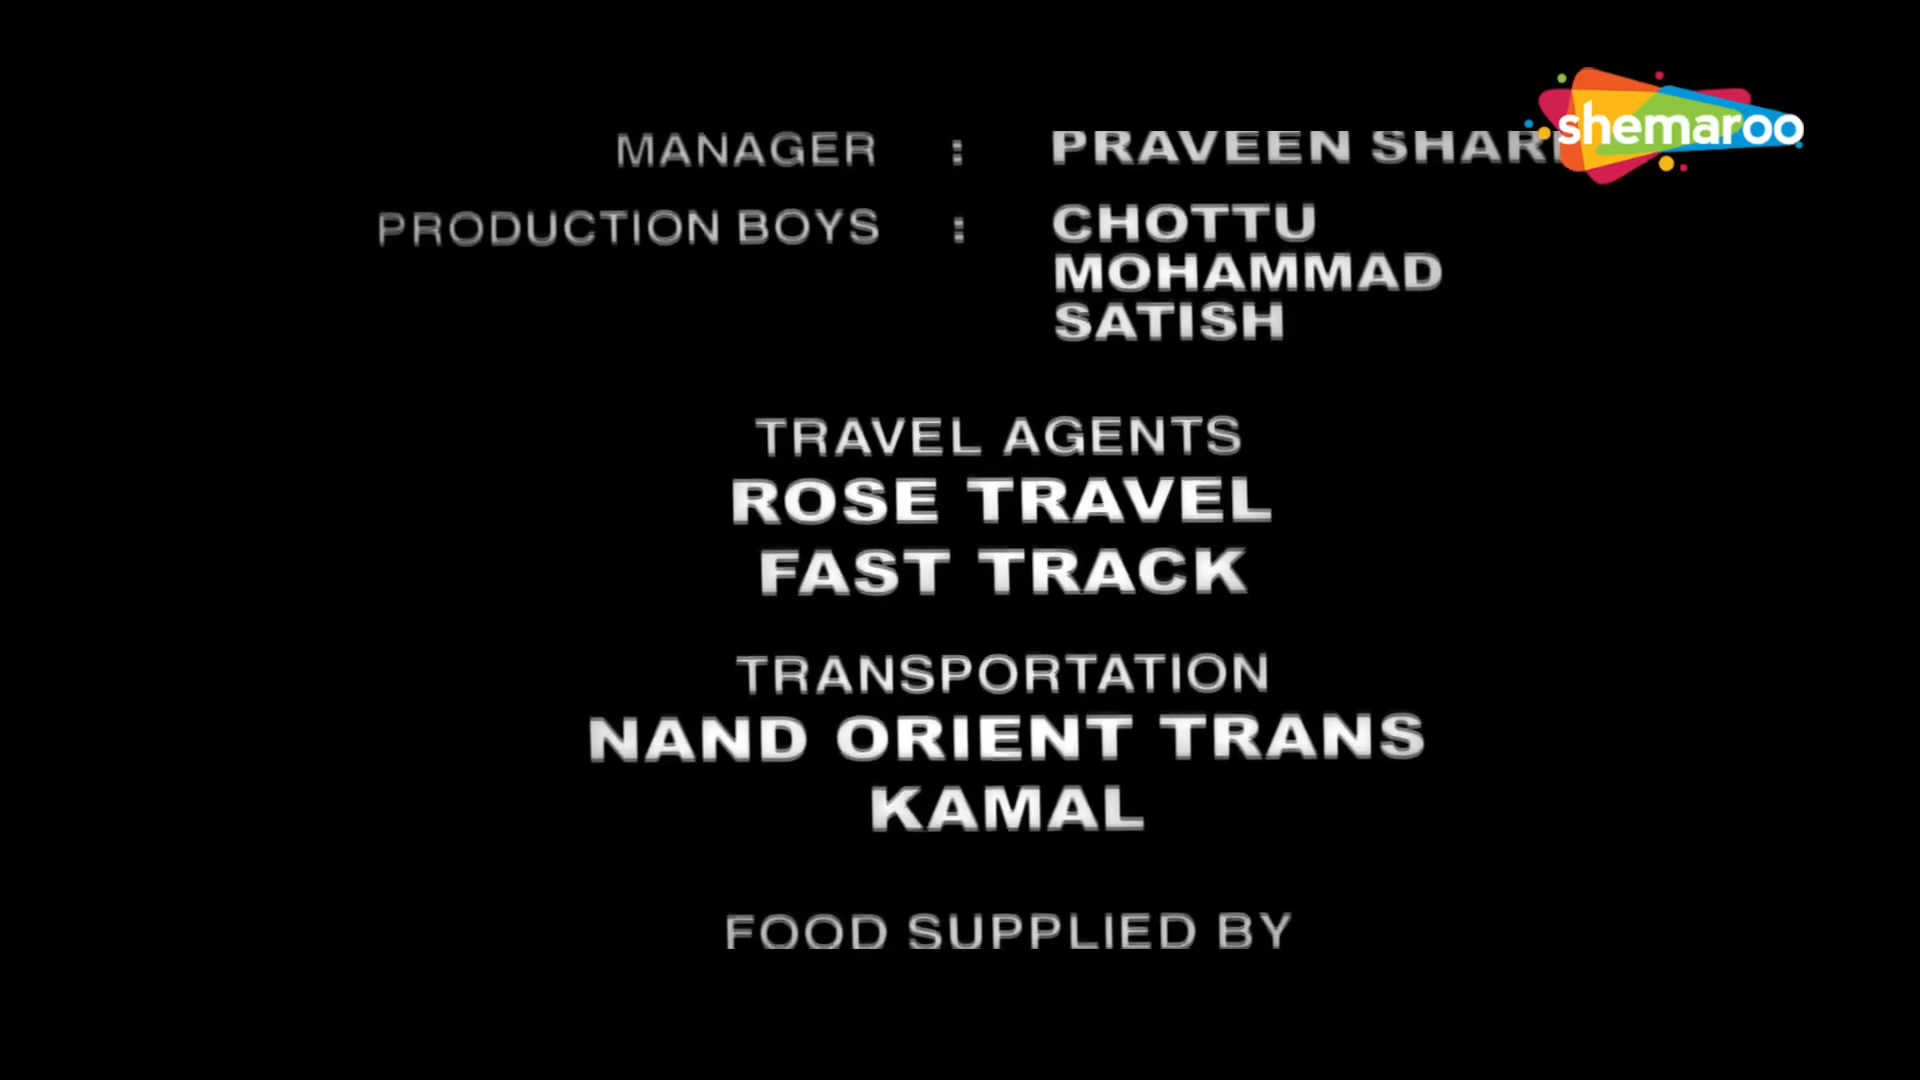 shemaroo
MANAGER : PRAVEEN
PRODUCTION BOYS : CHOTTU
MOHAMMAD
SATISH
TRAVEL AGENTS
ROSE TRAVEL
FAST TRACK
TRANSPORTATION
NAND ORIENT TRANS
KAMAL
FOOD SUPPLIED BY